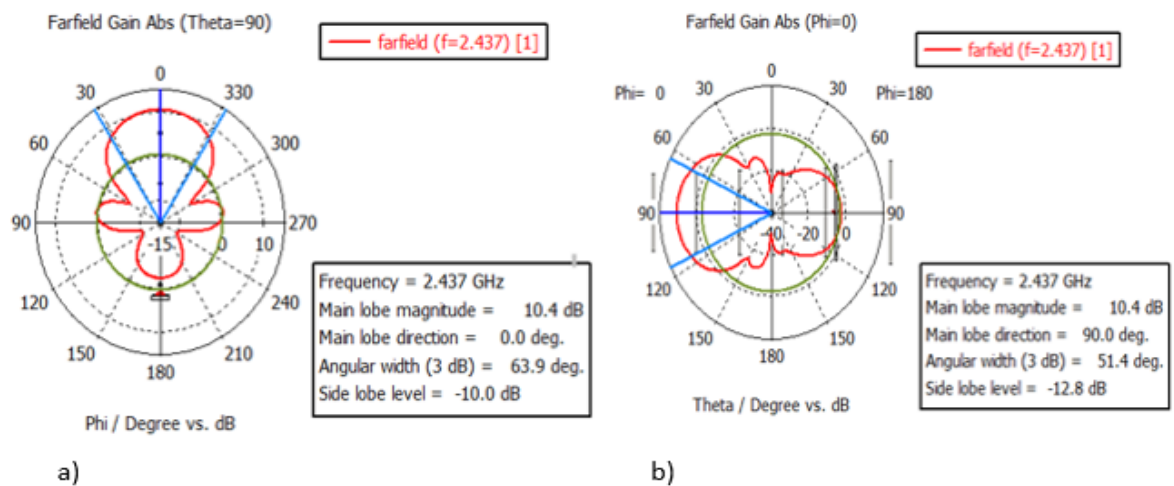 Farfield Gain Abs (Theta=90)
farfield (f=2.437) [1]
0
30
330
60
300
90
270
-15
0
10
120
240
150
210
180
Phi / Degree vs. dB
Frequency = 2.437 GHz
Main lobe magnitude = 10.4 dB
Main lobe direction = 0.0 deg.
Angular width (3 dB) = 63.9 deg.
Side lobe level = -10.0 dB
a)
Farfield Gain Abs (Phi=0)
farfield (f=2.437) [1]
0
30
30
Phi= 0
Phi=180
60
60
90
90
-40
-20
0
120
120
150
150
180
Theta / Degree vs. dB
Frequency = 2.437 GHz
Main lobe magnitude = 10.4 dB
Main lobe direction = 90.0 deg.
Angular width (3 dB) = 51.4 deg.
Side lobe level = -12.8 dB
b)